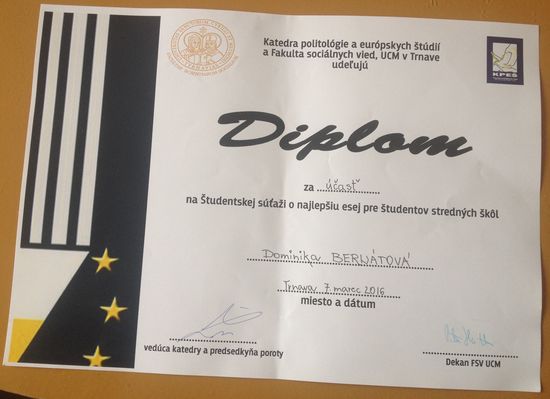 Katedra politológie a európskych štúdií
a Fakulta sociálnych vied, UCM v Trnave
udeľujú
KPEŠ
Diplom
za účasť
na Študentskej súťaži o najlepšiu esej pre študentov stredných škôl
Dominika BERNÁTOVÁ
Trnava 7 marec 2016
miesto a dátum
vedúca katedry a predsedkyňa poroty
Dekan FSV UCM